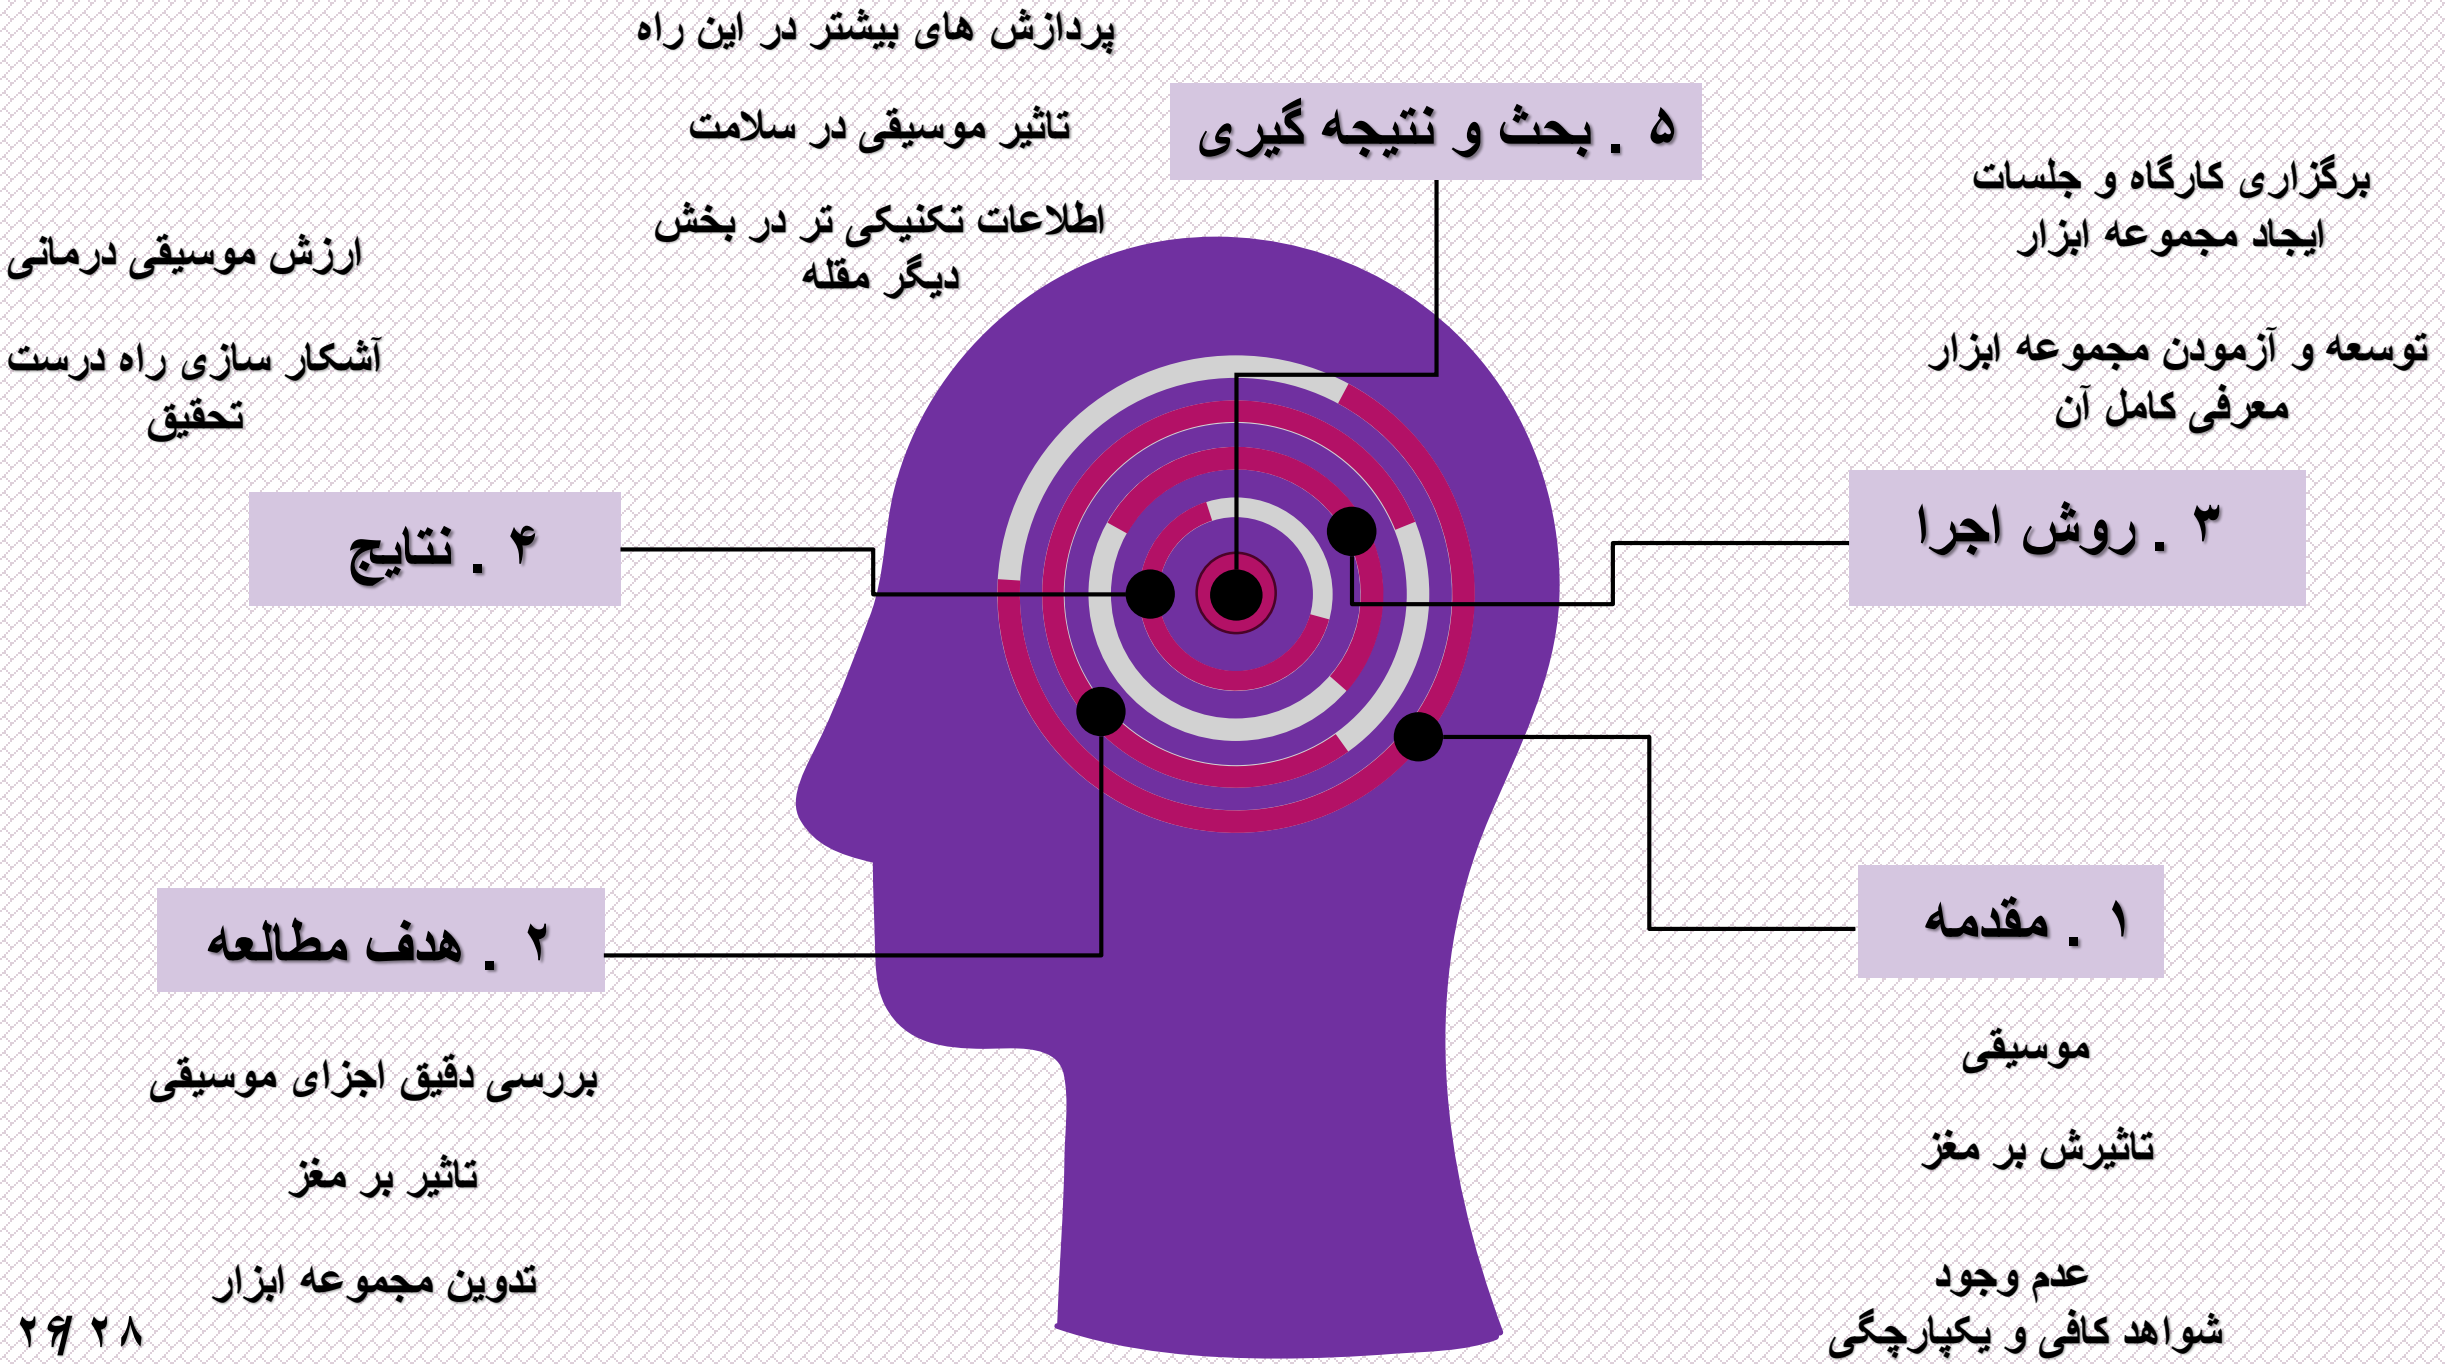 پردازش های بیشتر در این راه
تاثیر موسیقی در سلامت
اطلاعات تکنیکی تر در بخش
دیگر مقله
۵ . بحث و نتیجه گیری
برگزاری کارگاه و جلسات
ایجاد مجموعه ابزار
توسعه و آزمودن مجموعه ابزار
معرفی کامل آن
۳ . روش اجرا
ارزش موسیقی درمانی
آشکار سازی راه درست
تحقیق
۴ . نتایج
۱ . مقدمه
موسیقی
تاثیرش بر مغز
عدم وجود
شواهد کافی و یکپارچگی
۲ . هدف مطالعه
بررسی دقیق اجزای موسیقی
تاثیر بر مغز
تدوین مجموعه ابزار
۲۶/۲۸